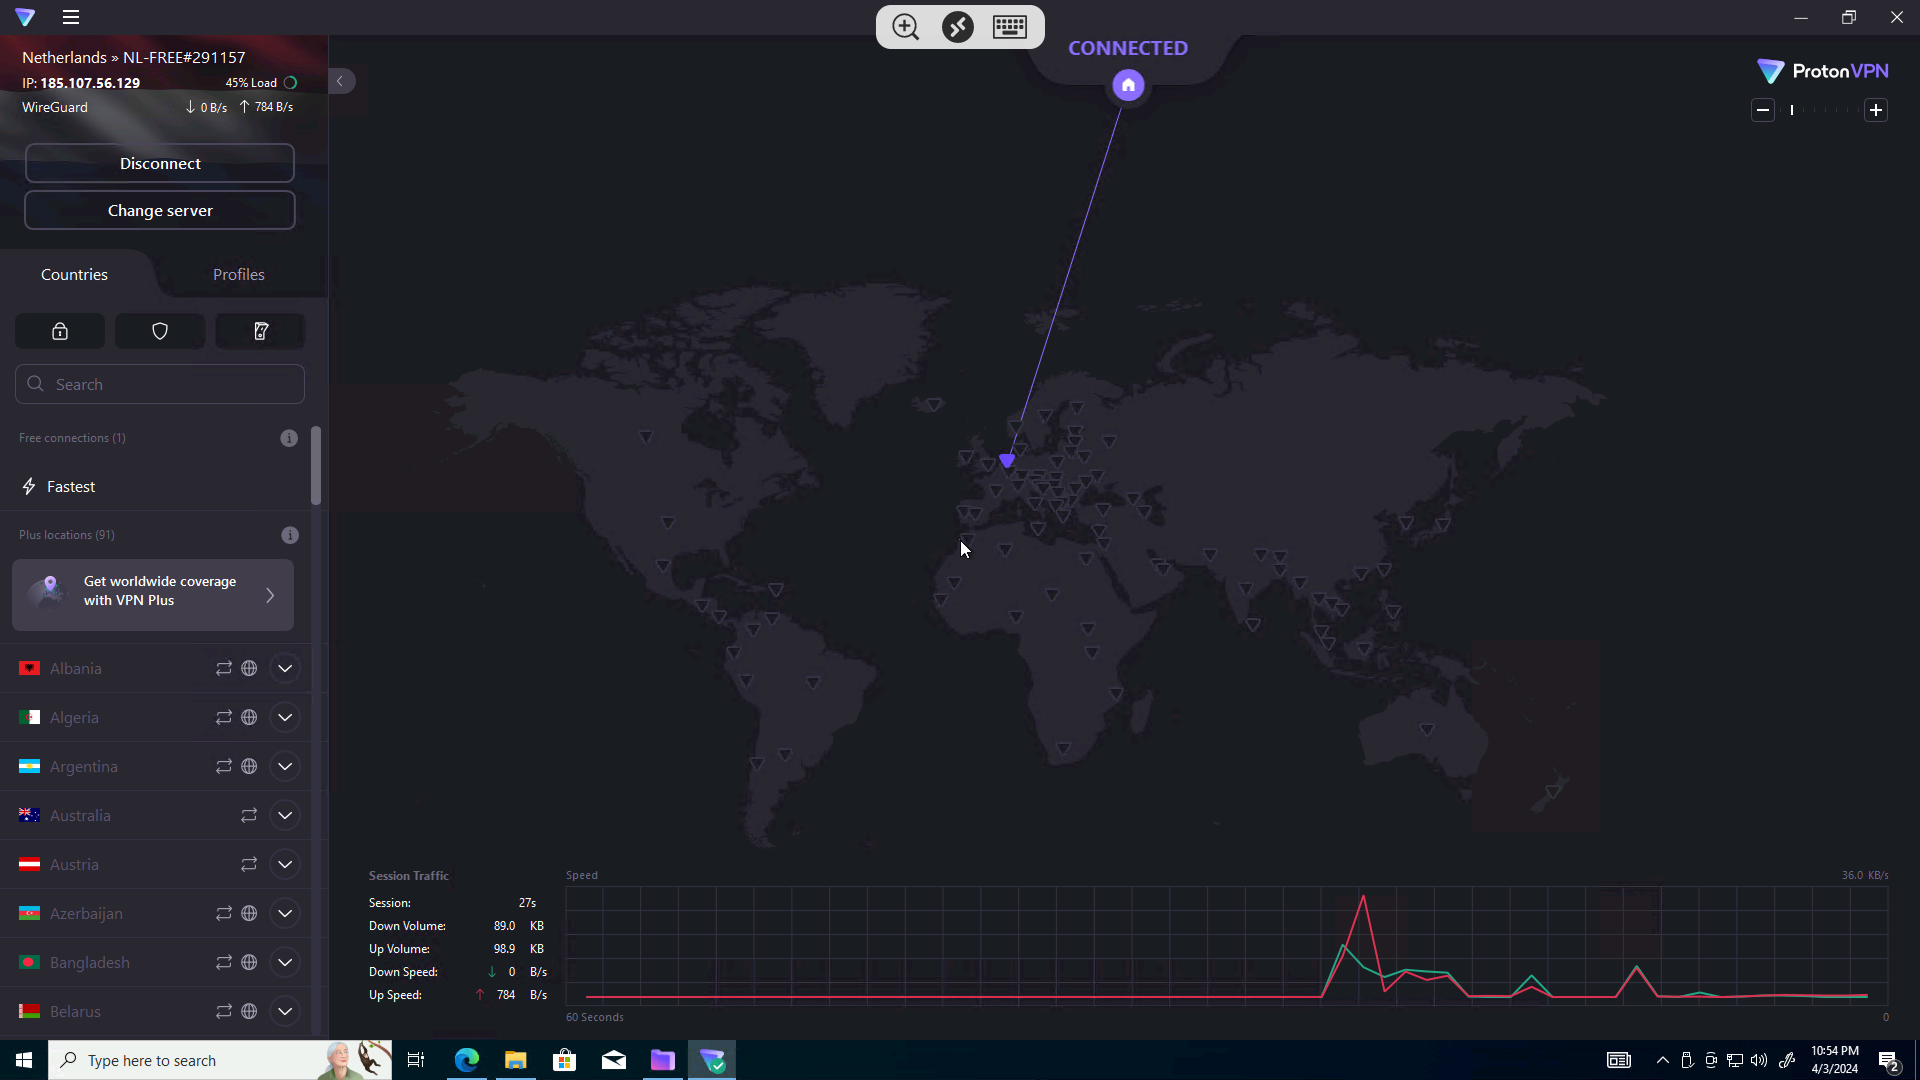 CONNECTED
Netherlands » NL-FREE#291157
IP: 185.107.56.129
45% Load
WireGuard
↓ 0 B/s ↑ 784 B/s
ProtonVPN
Disconnect
Change server
Countries
Profiles
Search
Free connections (1)
Fastest
Plus locations (91)
Get worldwide coverage
with VPN Plus
Albania
Algeria
Argentina
Australia
Austria
Azerbaijan
Bangladesh
Belarus
Session Traffic
Session: 27s
Down Volume: 89.0 KB
Up Volume: 98.9 KB
Down Speed: ↓ 0 B/s
Up Speed: ↑ 784 B/s
Speed
36.0 KB/s
60 Seconds
0
Type here to search
10:54 PM
4/3/2024
2